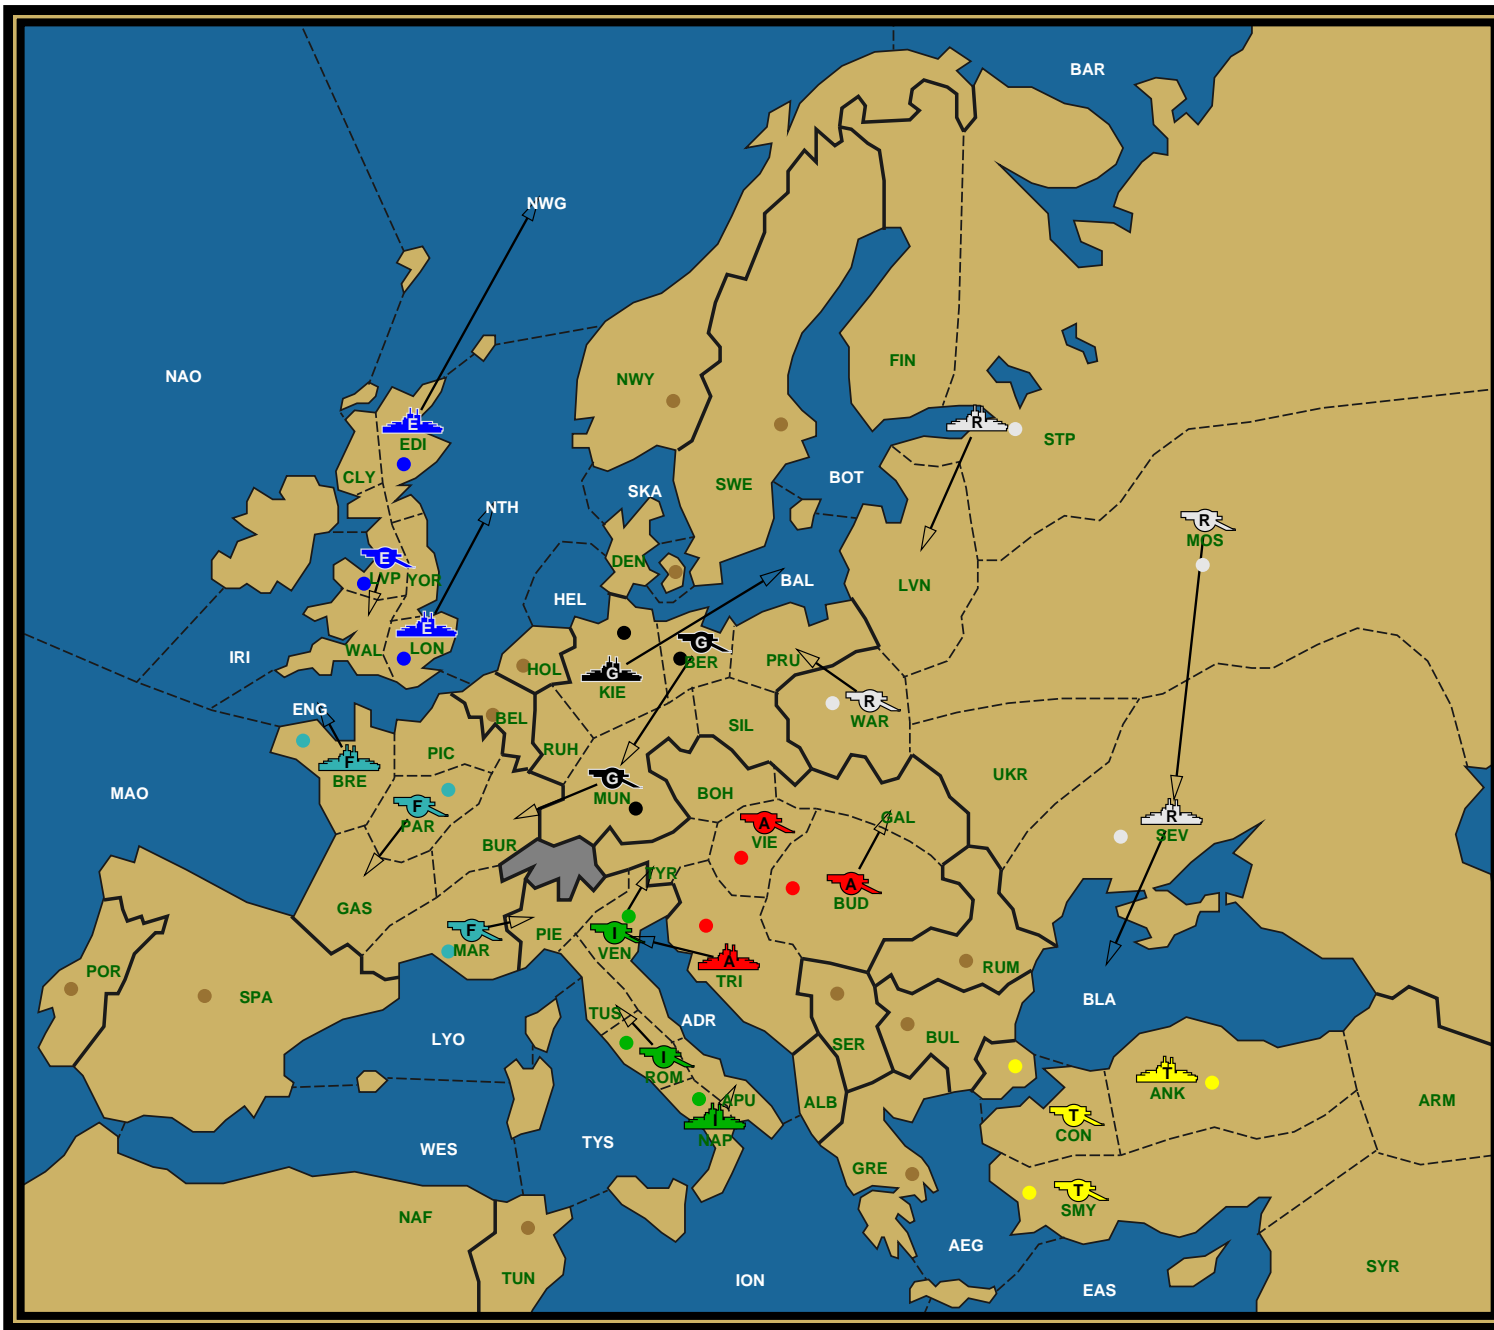 BAR
NWG
NAO
FIN
NWY
E
R
EDI
STP
CLY
BOT
SWE
SKA
NTH
R
MOS
E
DEN
LVP YOR
BAL
LVN
HEL
E
G
WAL
LON
IRI
PRU
BER
HOL
G
KIE
R
ENG
BEL
WAR
SIL
PIC
RUH
F
BRE
UKR
G
MAO
BOH
MUN
F
R
GAL
A
PAR
SEV
VIE
BUR
TYR
A
BUD
GAS
F
I
PIE
MAR
VEN
A
RUM
POR
TRI
SPA
BLA
TUS
ADR
BUL
LYO
SER
I
ROM
T
ANK
APU
ALB
ARM
I
T
CON
NAP
TYS
WES
GRE
T
SMY
NAF
AEG
SYR
TUN
ION
EAS